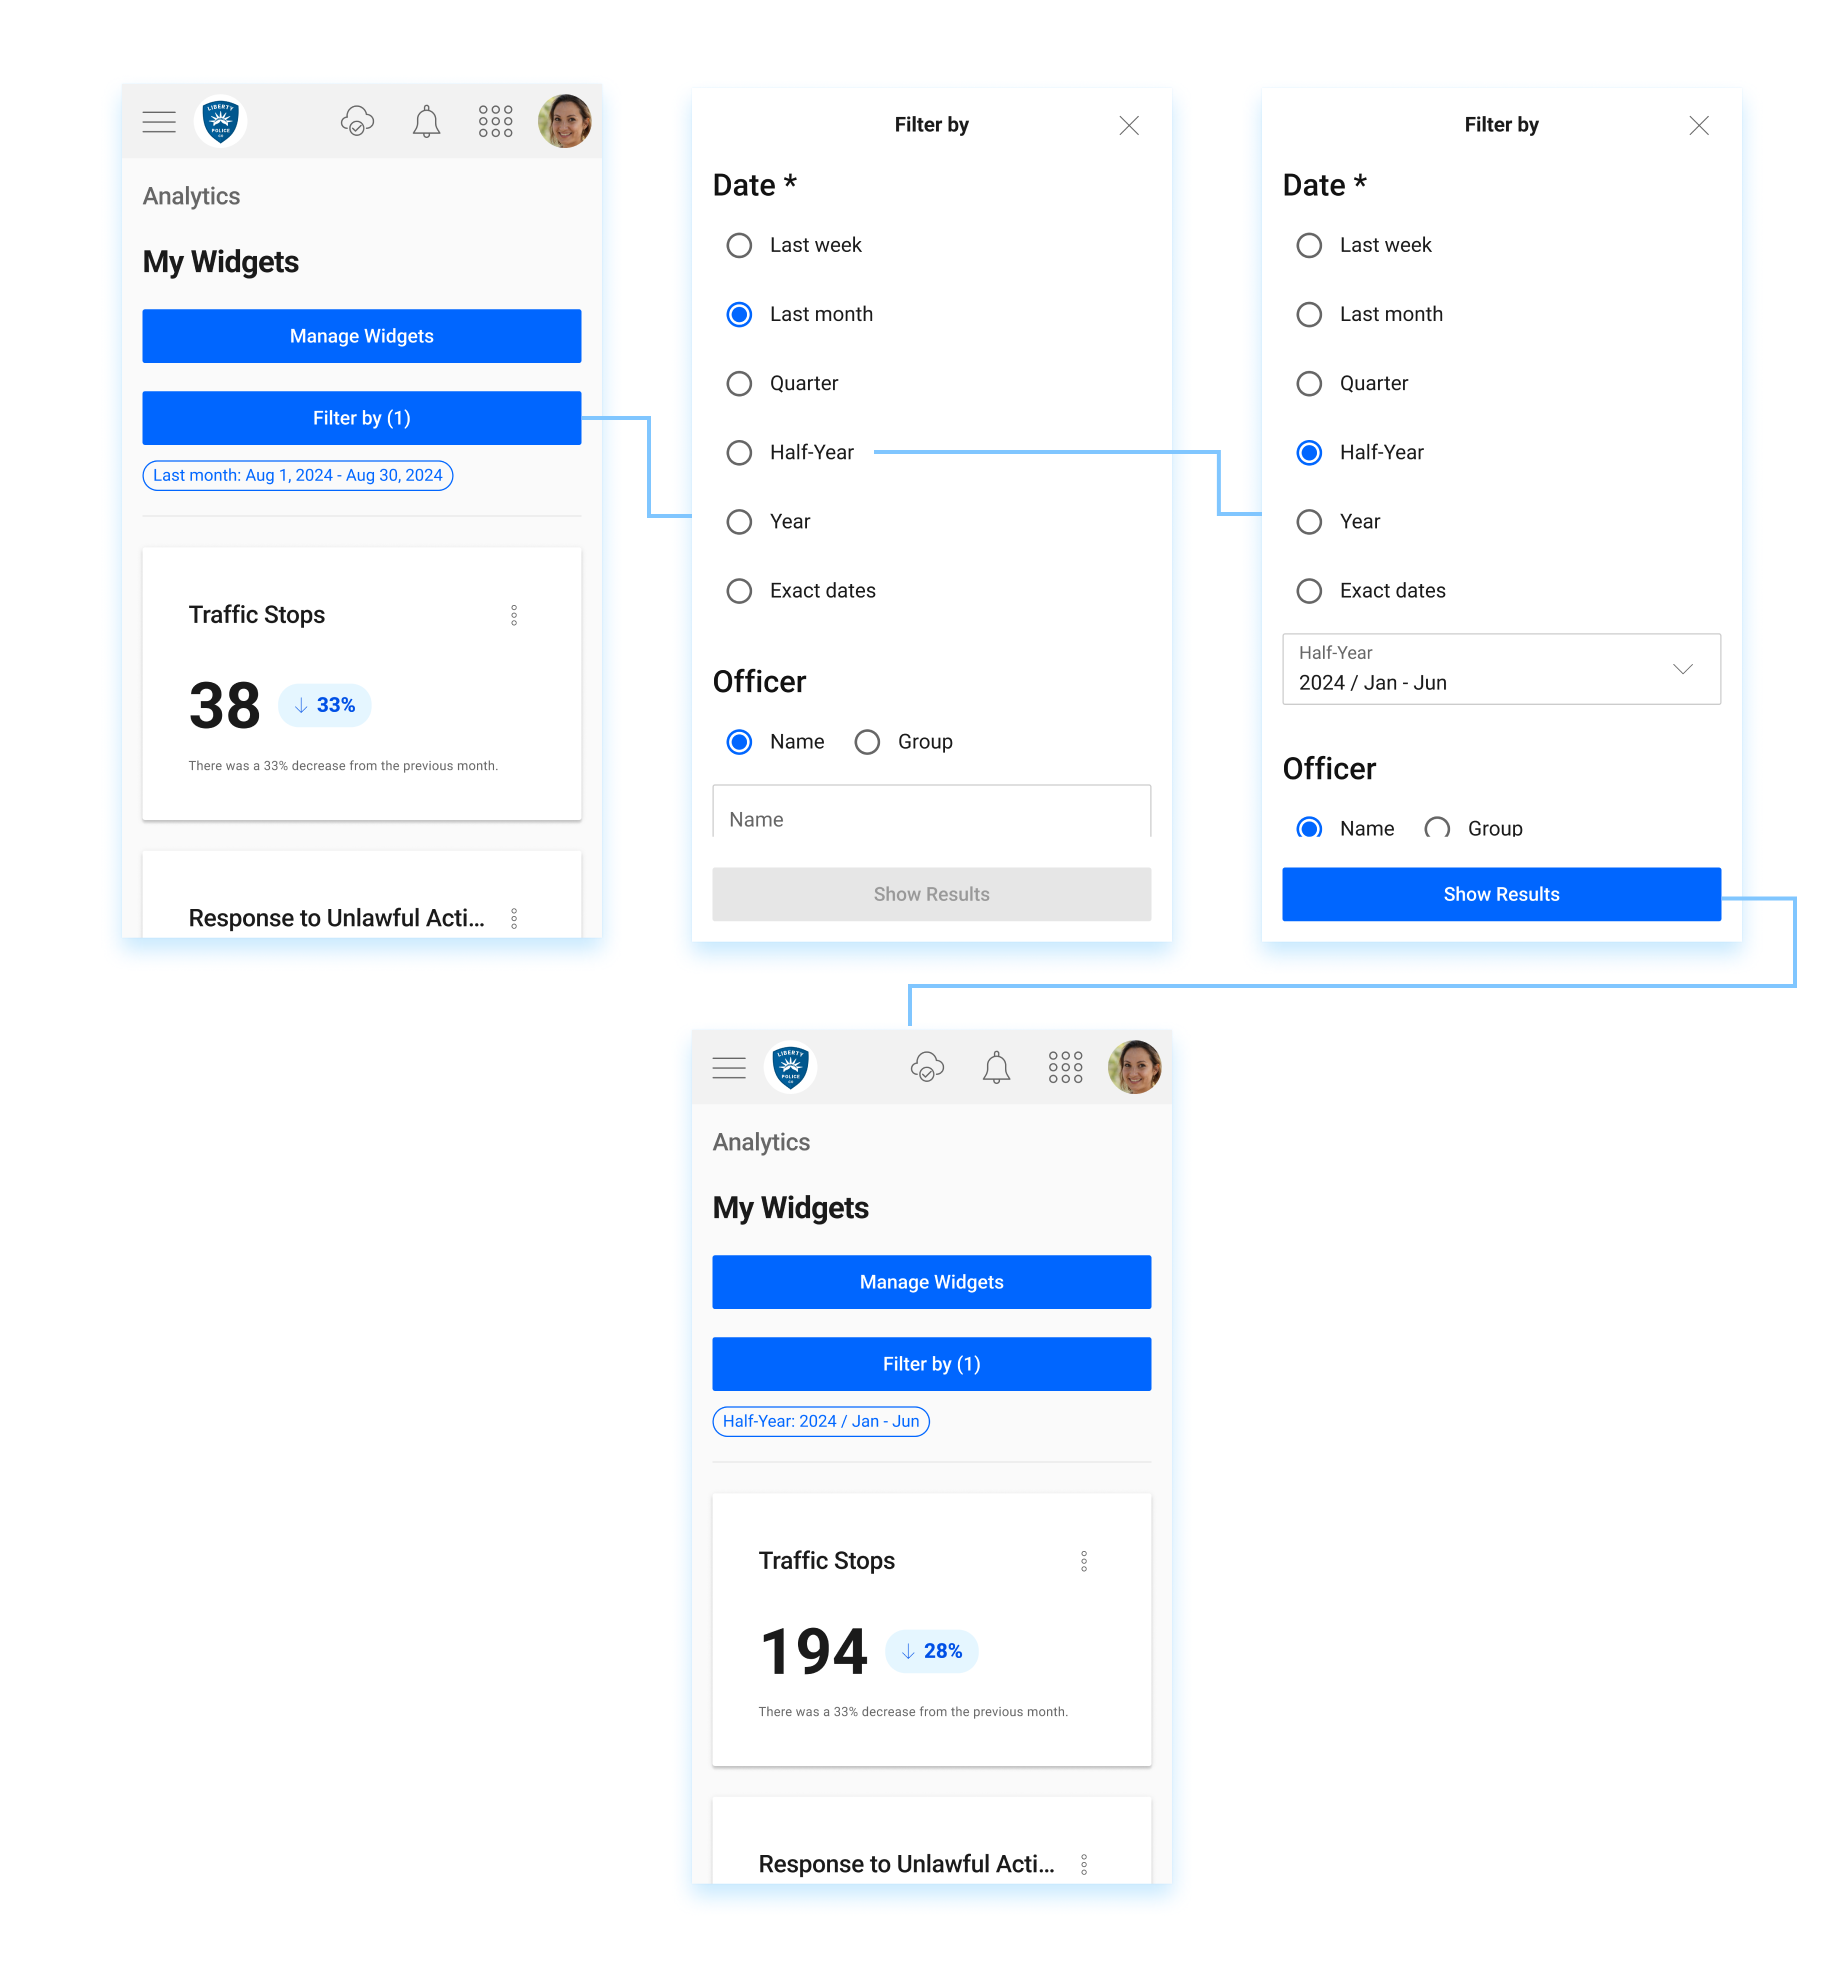 LIBERTY
POLICE
CO
Analytics
My Widgets
Manage Widgets
Filter by (1)
Last month: Aug 1, 2024 - Aug 30, 2024
Traffic Stops
38 33%
There was a 33% decrease from the previous month.
Response to Unlawful Acti...
Filter by
Date *
Last week
Last month
Quarter
Half-Year
Year
Exact dates
Officer
Name Group
Name
Show Results
Filter by
Date *
Last week
Last month
Quarter
Half-Year
Year
Exact dates
Half-Year
2024 / Jan - Jun
Officer
Name Group
Show Results
LIBERTY
POLICE
CO
Analytics
My Widgets
Manage Widgets
Filter by (1)
Half-Year: 2024 / Jan - Jun
Traffic Stops
194 28%
There was a 33% decrease from the previous month.
Response to Unlawful Acti...